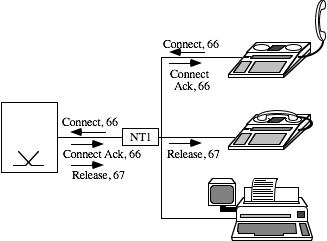 Connect, 66
Connect
Ack, 66
Connect, 66
NT1
Connect Ack, 66
Release, 67
Release, 67